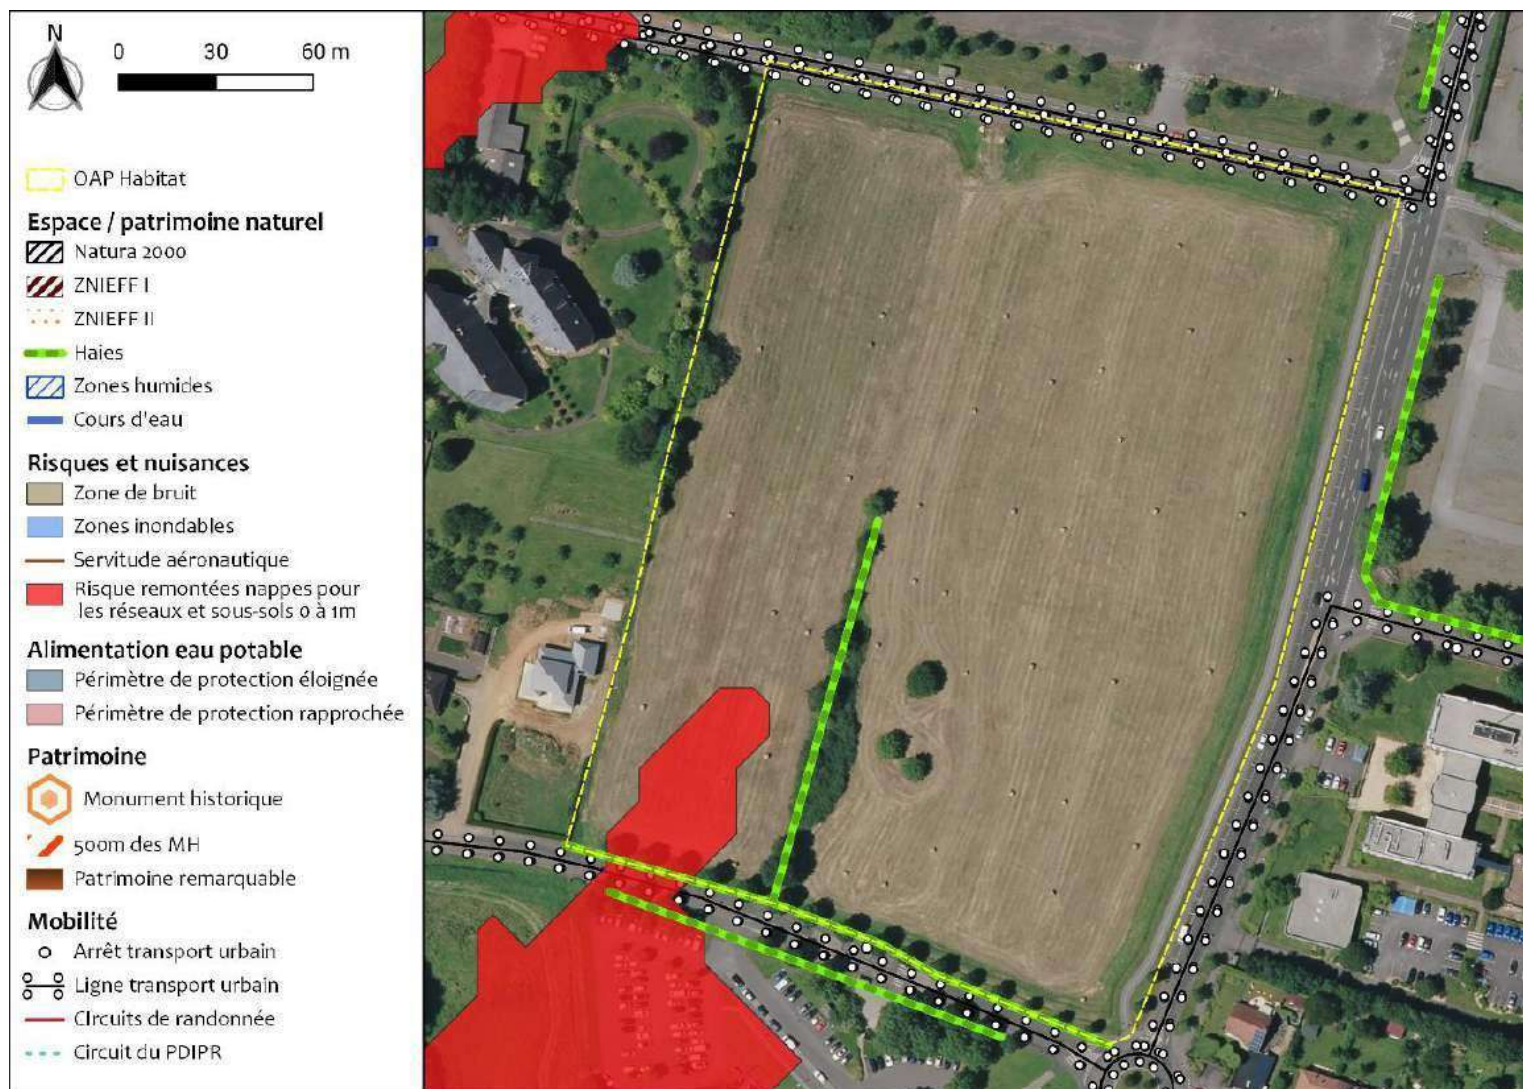 N
0 30 60 m
OAP Habitat
Espace / patrimoine naturel
Natura 2000
ZNIEFF I
ZNIEFF II
Haies
Zones humides
Cours d'eau
Risques et nuisances
Zone de bruit
Zones inondables
Servitude aéronautique
Risque remontées nappes pour
les réseaux et sous-sols 0 à 1m
Alimentation eau potable
Périmètre de protection éloignée
Périmètre de protection rapprochée
Patrimoine
Monument historique
500m des MH
Patrimoine remarquable
Mobilité
Arrêt transport urbain
Ligne transport urbain
CIrcuits de randonnée
Circuit du PDIPR